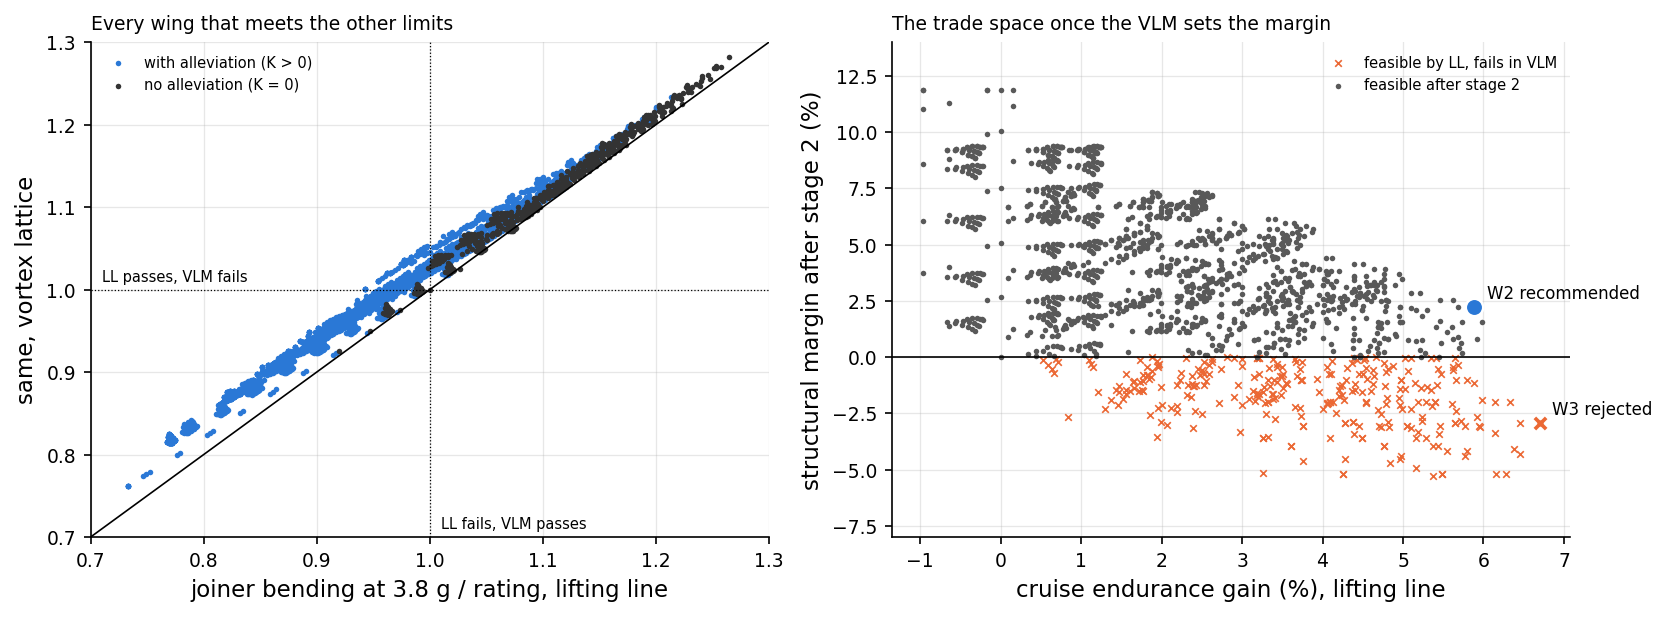 Every wing that meets the other limits
1.3
1.2
1.1
1.0
0.9
0.8
0.7
same, vortex lattice
with alleviation (K > 0)
no alleviation (K = 0)
LL passes, VLM fails
LL fails, VLM passes
0.7 0.8 0.9 1.0 1.1 1.2 1.3
joiner bending at 3.8 g / rating, lifting line
The trade space once the VLM sets the margin
12.5
10.0
7.5
5.0
2.5
0.0
−2.5
−5.0
−7.5
structural margin after stage 2 (%)
feasible by LL, fails in VLM
feasible after stage 2
W2 recommended
W3 rejected
−1 0 1 2 3 4 5 6 7
cruise endurance gain (%), lifting line